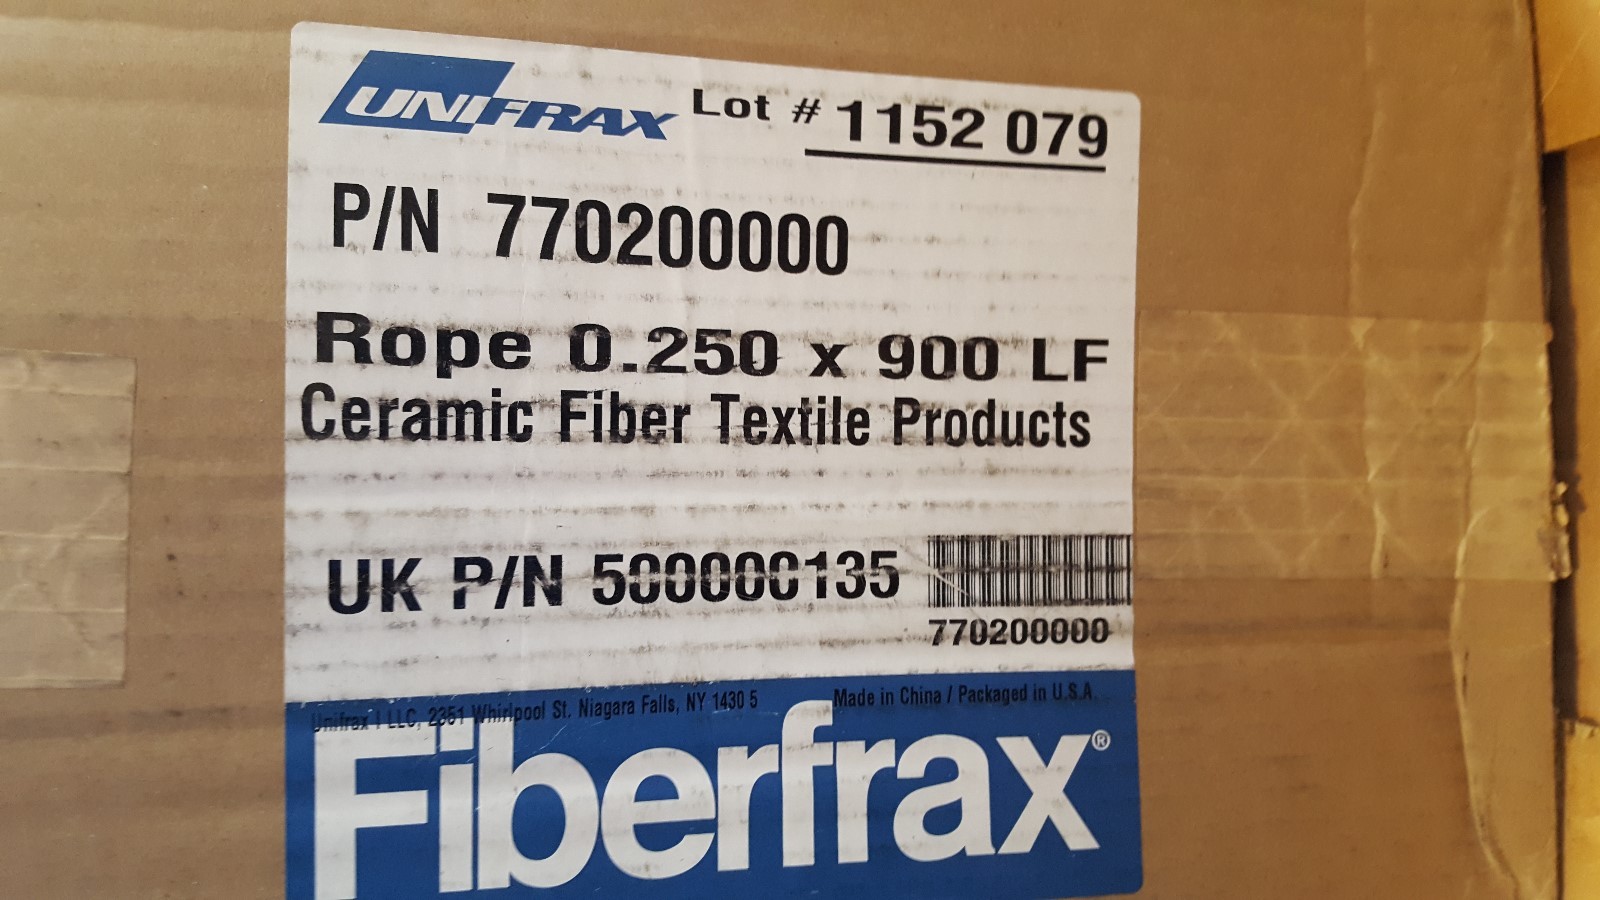 UNIFRAX Lot # 1152 079
P/N 770200000
Rope 0.250 x 900 LF
Ceramic Fiber Textile Products
UK P/N 500000135
770200000
Unifrax I LLC, 2351 Whirlpool St. Niagara Falls, NY 1430 5 Made in China / Packaged in U.S.A.
Fiberfrax®